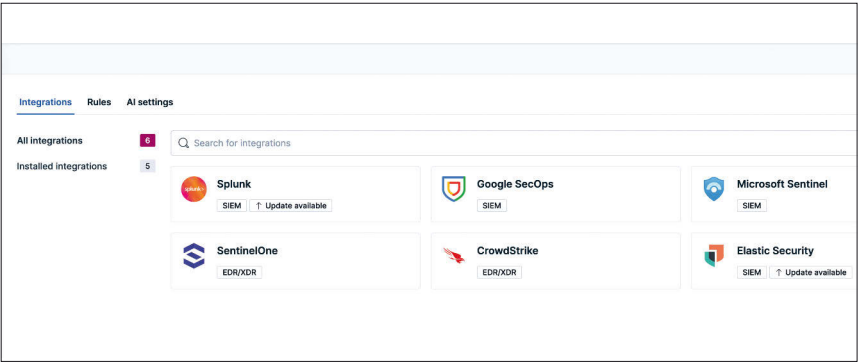 Integrations Rules AI settings
All integrations 6
Installed integrations 5
Search for integrations
splunk>
Splunk
SIEM ↑ Update available
Google SecOps
SIEM
Microsoft Sentinel
SIEM
SentinelOne
EDR/XDR
CrowdStrike
EDR/XDR
Elastic Security
SIEM ↑ Update available